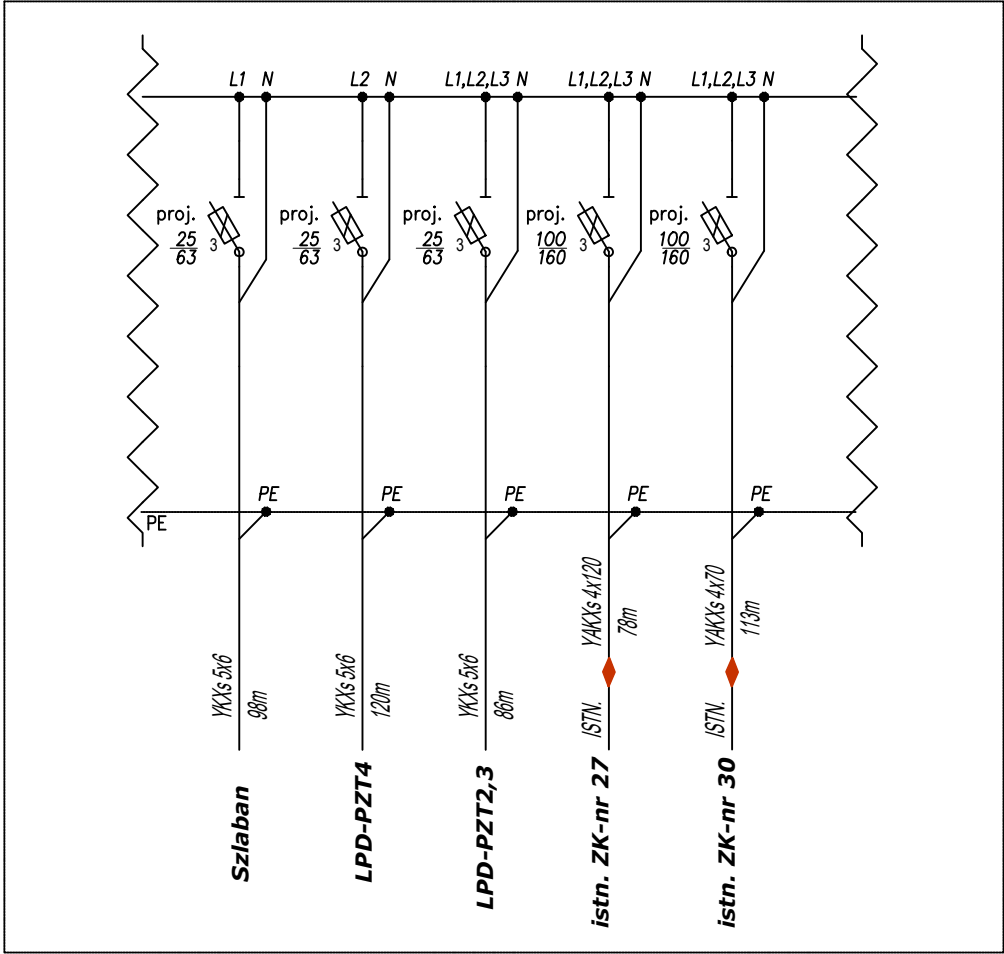 L1 N
L2 N
L1,L2,L3 N
L1,L2,L3 N
L1,L2,L3 N
proj.
25
63
3
proj.
25
63
3
proj.
25
63
3
proj.
100
160
3
proj.
100
160
3
PE
PE
PE
PE
PE
PE
YKXs 5x6
98m
YKXs 5x6
120m
YKXs 5x6
86m
YAKXs 4x120
78m
ISTN.
YAKXs 4x70
113m
ISTN.
Szlaban
LPD-PZT4
LPD-PZT2,3
istn. ZK-nr 27
istn. ZK-nr 30